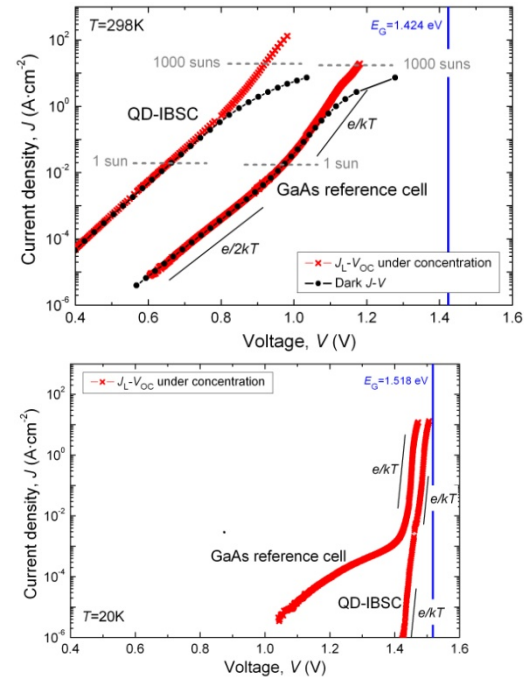 T=298K
E_G=1.424 eV
1000 suns
1000 suns
QD-IBSC
e/kT
1 sun
1 sun
GaAs reference cell
e/2kT
J_L-V_OC under concentration
Dark J-V
Current density, J (A·cm⁻²)
10²
10⁰
10⁻²
10⁻⁴
10⁻⁶
0.4 0.6 0.8 1.0 1.2 1.4 1.6
Voltage, V (V)
J_L-V_OC under concentration
E_G=1.518 eV
e/kT
e/kT
GaAs reference cell
QD-IBSC
e/kT
T=20K
Current density, J (A·cm⁻²)
10²
10⁰
10⁻²
10⁻⁴
10⁻⁶
0.4 0.6 0.8 1.0 1.2 1.4 1.6
Voltage, V (V)